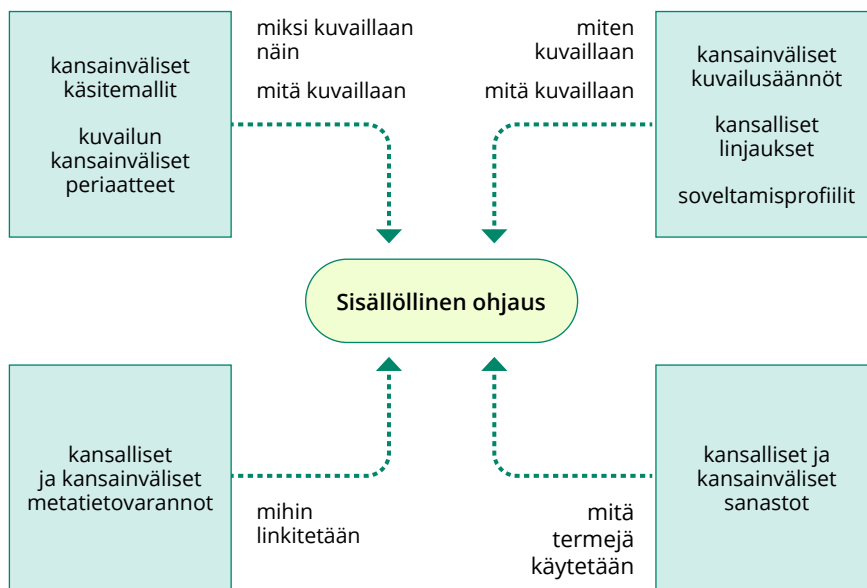 kansainväliset
käsitemallit
kuvailun
kansainväliset
periaatteet
miksi kuvaillaan
näin
mitä kuvaillaan
miten
kuvaillaan
mitä kuvaillaan
kansainväliset
kuvailusäännöt
kansalliset
linjaukset
soveltamisprofiilit
Sisällöllinen ohjaus
kansalliset
ja kansainväliset
metatietovarannot
mihin
linkitetään
mitä
termejä
käytetään
kansalliset ja
kansainväliset
sanastot